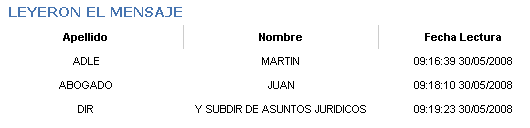 LEYERON EL MENSAJE
Apellido Nombre Fecha Lectura
ADLE MARTIN 09:16:39 30/05/2008
ABOGADO JUAN 09:18:10 30/05/2008
DIR Y SUBDIR DE ASUNTOS JURIDICOS 09:19:23 30/05/2008